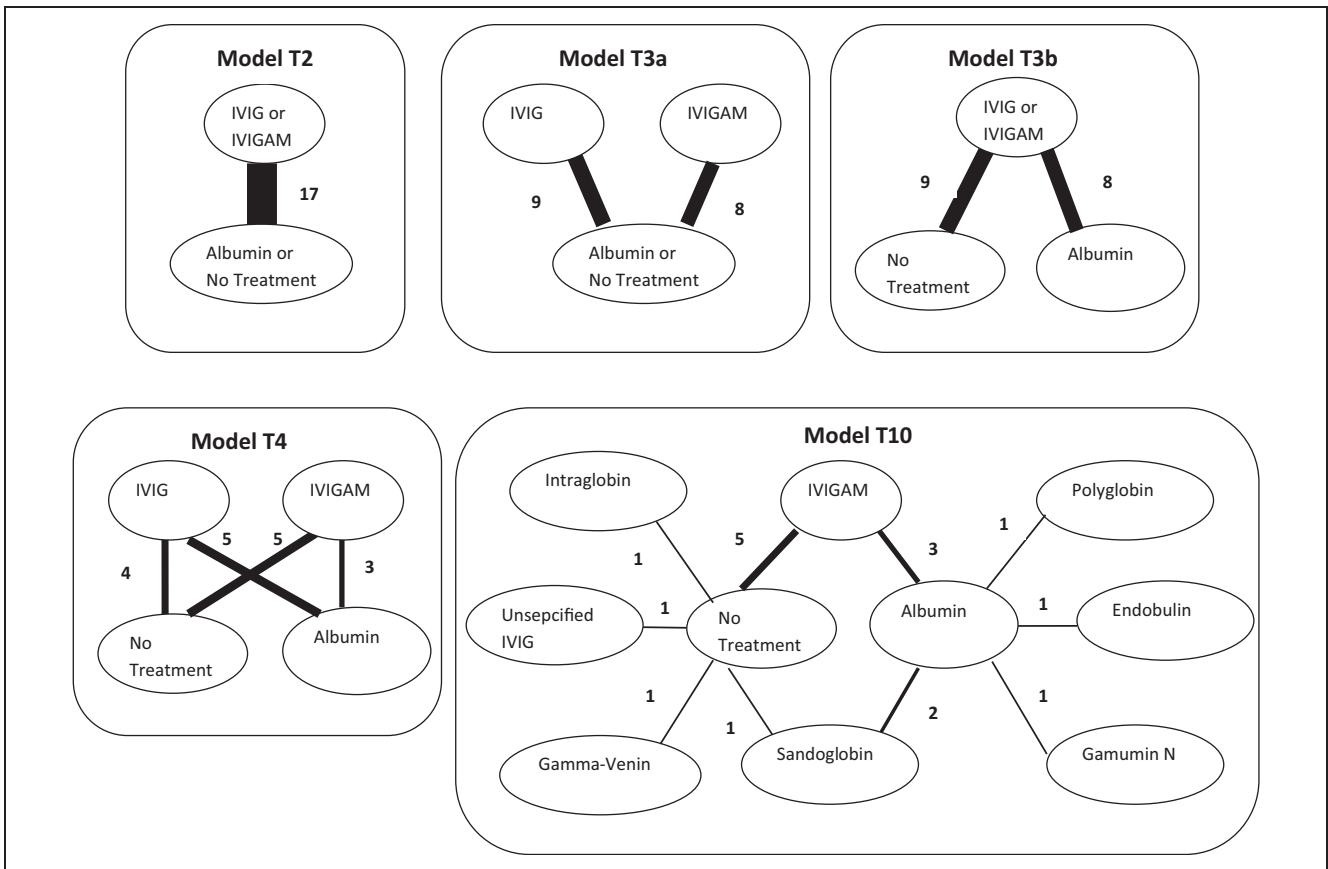 Model T2
IVIG or
IVIGAM
17
Albumin or
No Treatment
Model T3a
IVIG
IVIGAM
9
8
Albumin or
No Treatment
Model T3b
IVIG or
IVIGAM
9
8
No
Treatment
Albumin
Model T4
IVIG
IVIGAM
5
5
4
3
No
Treatment
Albumin
Model T10
Intraglobin
IVIGAM
Polyglobin
1
5
3
1
Unsepcified
IVIG
1
No
Treatment
Albumin
1
Endobulin
1
1
2
1
Gamma-Venin
Sandoglobin
Gamumin N